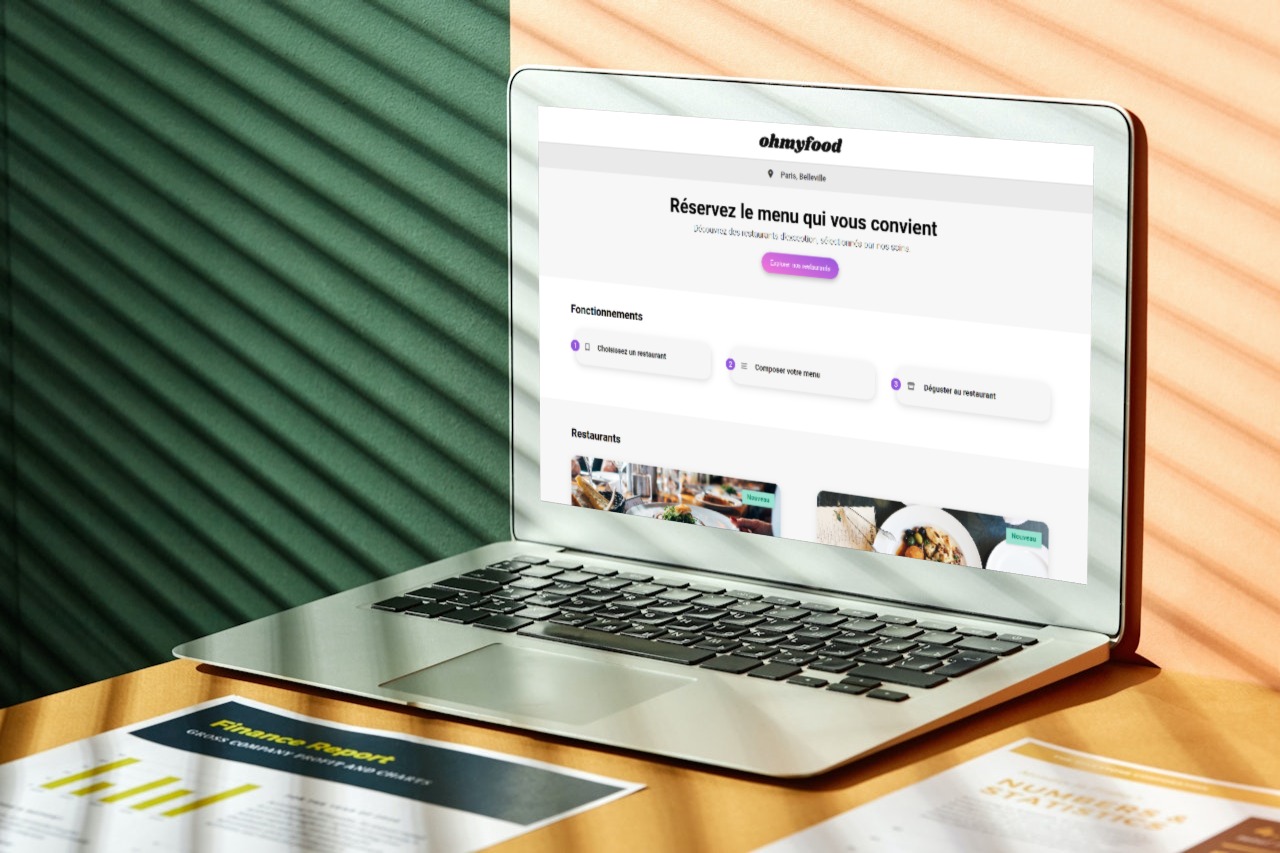 ohmyfood
Paris, Belleville
Réservez le menu qui vous convient
Découvrez des restaurants d'exception, sélectionnés par nos soins.
Explorer nos restaurants
Fonctionnements
1 Choisissez un restaurant
2 Composer votre menu
3 Déguster au restaurant
Restaurants
Nouveau
Nouveau
Finance Report
GROSS COMPANY PROFIT AND CHARTS
NUMBERS &
STATISTICS